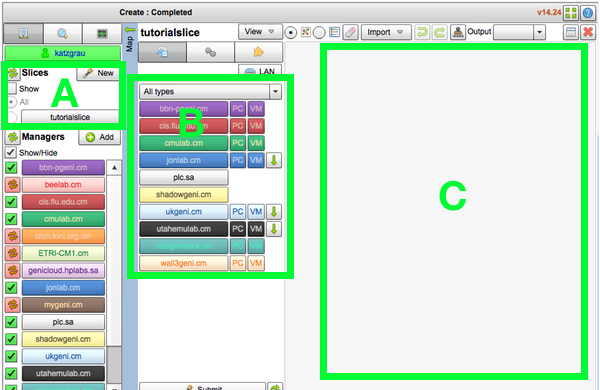 Create : Completed
v14.24
katzgrau
Map
tutorialslice
View
Import
Output
Slices
New
Show
All
tutorialslice
A
Managers
Add
Show/Hide
bbn-pgeni.cm
beelab.cm
cis.fiu.edu.cm
cmulab.cm
cron.loni.org.cm
ETRI-CM1.cm
genicloud.hplabs.sa
jonlab.cm
mygeni.cm
plc.sa
shadowgeni.cm
ukgeni.cm
utahemulab.cm
LAN
All types
B
bbn-pgeni.cm PC VM
cis.fiu.edu.cm PC VM
cmulab.cm PC VM
jonlab.cm PC VM
plc.sa
shadowgeni.cm
ukgeni.cm PC VM
utahemulab.cm PC VM
PC VM
wall3geni.cm PC VM
Submit
C